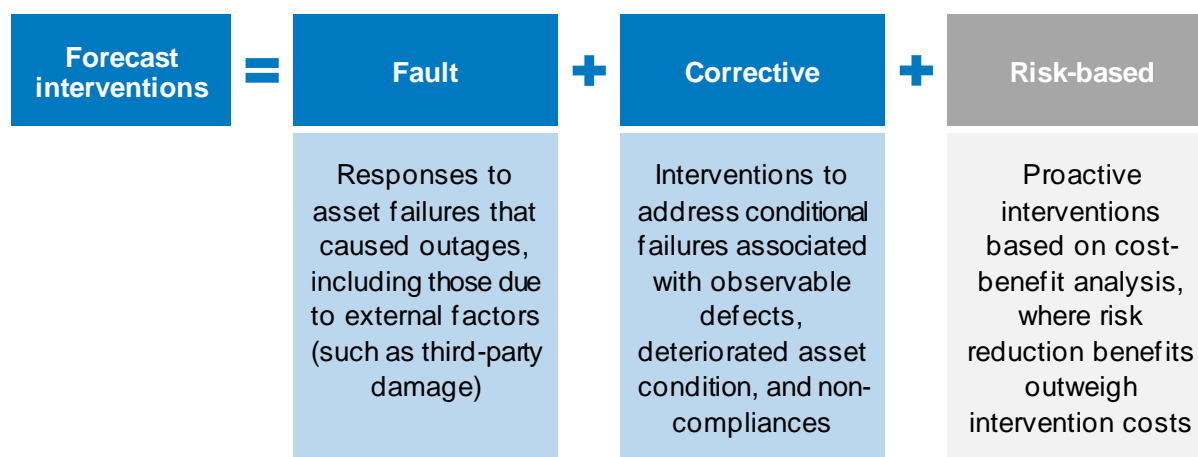 Forecast
interventions
=
Fault
+
Corrective
+
Risk-based
Responses to
asset failures that
caused outages,
including those due
to external factors
(such as third-party
damage)
Interventions to
address conditional
failures associated
with observable
defects,
deteriorated asset
condition, and non-
compliances
Proactive
interventions
based on cost-
benefit analysis,
where risk
reduction benefits
outweigh
intervention costs